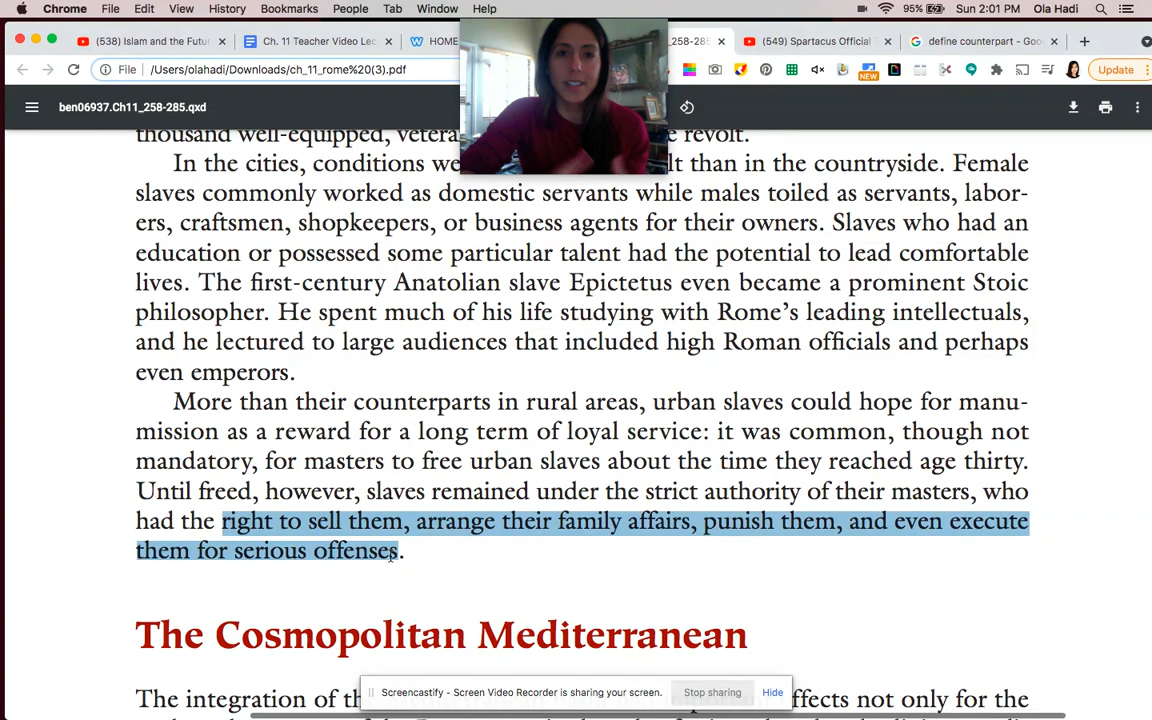 Chrome File Edit View History Bookmarks People Tab Window Help 95% Sun 2:01 PM Ola Hadi
(538) Islam and the Futur Ch. 11 Teacher Video Lec HOME 258-285. (549) Spartacus Official define counterpart - Goo
File /Users/olahadi/Downloads/ch_11_rome%20(3).pdf NEW Update
ben06937.Ch11_258-285.qxd
thousand well-equipped, vetera revolt.
In the cities, conditions we lt than in the countryside. Female
slaves commonly worked as domestic servants while males toiled as servants, labor-
ers, craftsmen, shopkeepers, or business agents for their owners. Slaves who had an
education or possessed some particular talent had the potential to lead comfortable
lives. The first-century Anatolian slave Epictetus even became a prominent Stoic
philosopher. He spent much of his life studying with Rome's leading intellectuals,
and he lectured to large audiences that included high Roman officials and perhaps
even emperors.
More than their counterparts in rural areas, urban slaves could hope for manu-
mission as a reward for a long term of loyal service: it was common, though not
mandatory, for masters to free urban slaves about the time they reached age thirty.
Until freed, however, slaves remained under the strict authority of their masters, who
had the right to sell them, arrange their family affairs, punish them, and even execute
them for serious offenses.
The Cosmopolitan Mediterranean
Screencastify - Screen Video Recorder is sharing your screen. Stop sharing Hide
The integration of th ffects not only for the